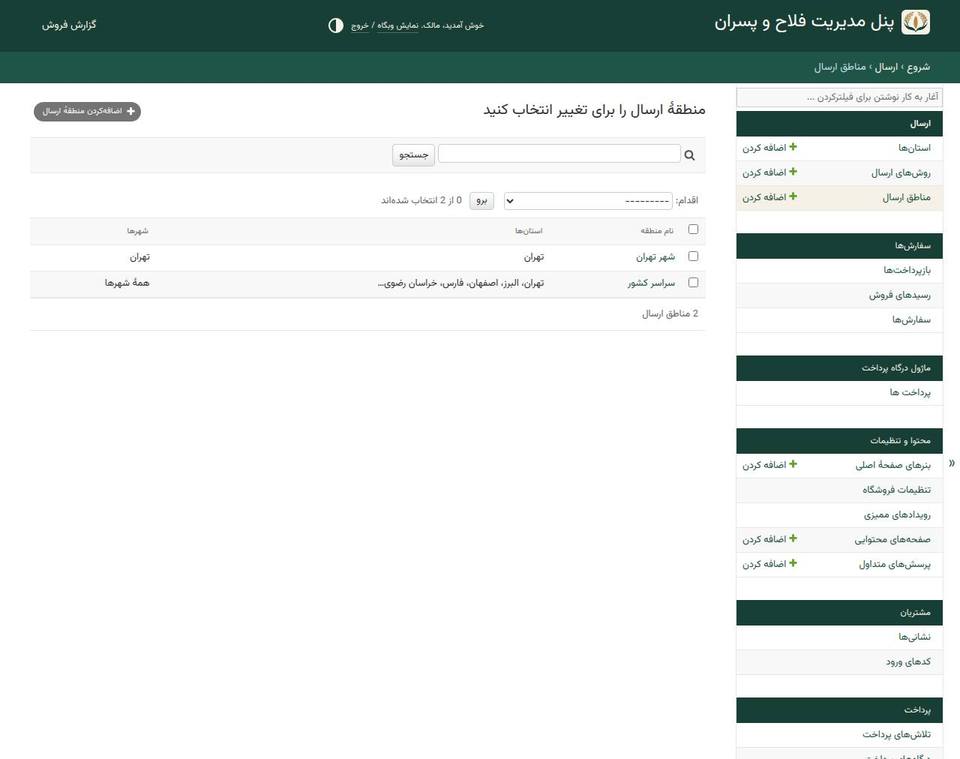 پنل مدیریت فلاح و پسران
خوش آمدید، مالک. نمایش وبگاه / خروج
گزارش فروش
شروع › ارسال › مناطق ارسال
آغار به کار نوشتن برای فیلترکردن ...
ارسال
استان‌ها اضافه کردن
روش‌های ارسال اضافه کردن
مناطق ارسال اضافه کردن
سفارش‌ها
بازپرداخت‌ها
رسیدهای فروش
سفارش‌ها
ماژول درگاه پرداخت
پرداخت ها
محتوا و تنظیمات
بنرهای صفحهٔ اصلی اضافه کردن
تنظیمات فروشگاه
رویدادهای ممیزی
صفحه‌های محتوایی اضافه کردن
پرسش‌های متداول اضافه کردن
مشتریان
نشانی‌ها
کدهای ورود
پرداخت
تلاش‌های پرداخت
»
منطقهٔ ارسال را برای تغییر انتخاب کنید
اضافه‌کردن منطقهٔ ارسال
جستجو
اقدام: --------- برو 0 از 2 انتخاب شده‌اند
نام منطقه استان‌ها شهرها
شهر تهران تهران تهران
سراسر کشور تهران، البرز، اصفهان، فارس، خراسان رضوی… همهٔ شهرها
2 مناطق ارسال